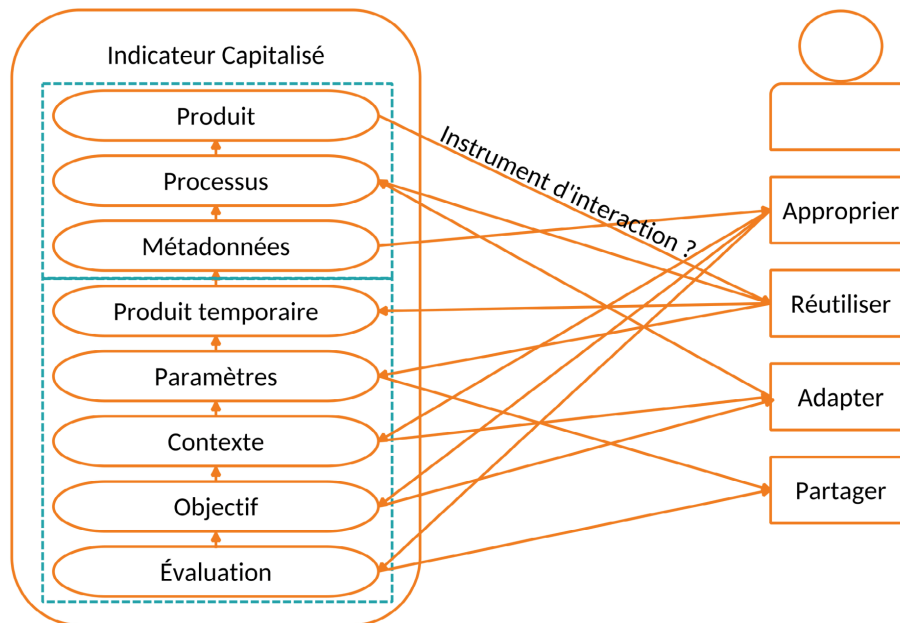 Indicateur Capitalisé
Produit
Processus
Métadonnées
Produit temporaire
Paramètres
Contexte
Objectif
Évaluation
Instrument d'interaction ?
Approprier
Réutiliser
Adapter
Partager